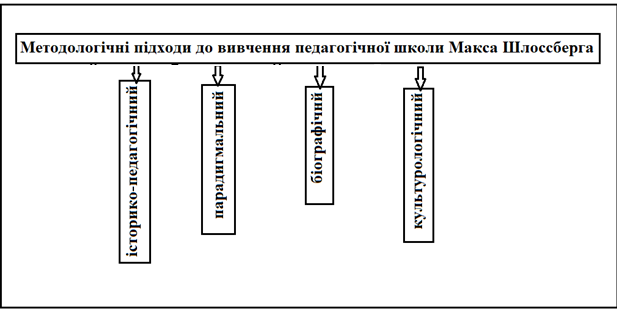 Методологічні підходи до вивчення педагогічної школи Макса Шлоссберга
історико-педагогічний
парадигмальний
біографічний
культурологічний